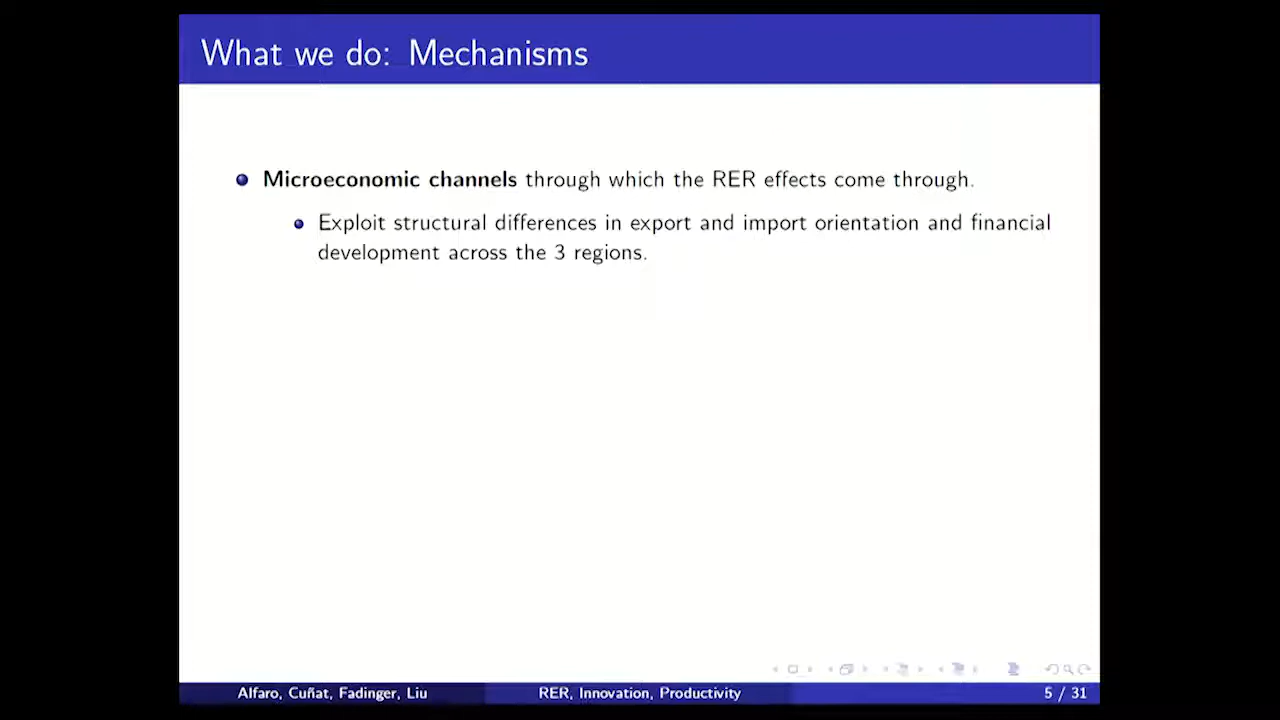 What we do: Mechanisms
Microeconomic channels through which the RER effects come through.
Exploit structural differences in export and import orientation and financial
development across the 3 regions.
Alfaro, Cuñat, Fadinger, Liu
RER, Innovation, Productivity
5 / 31